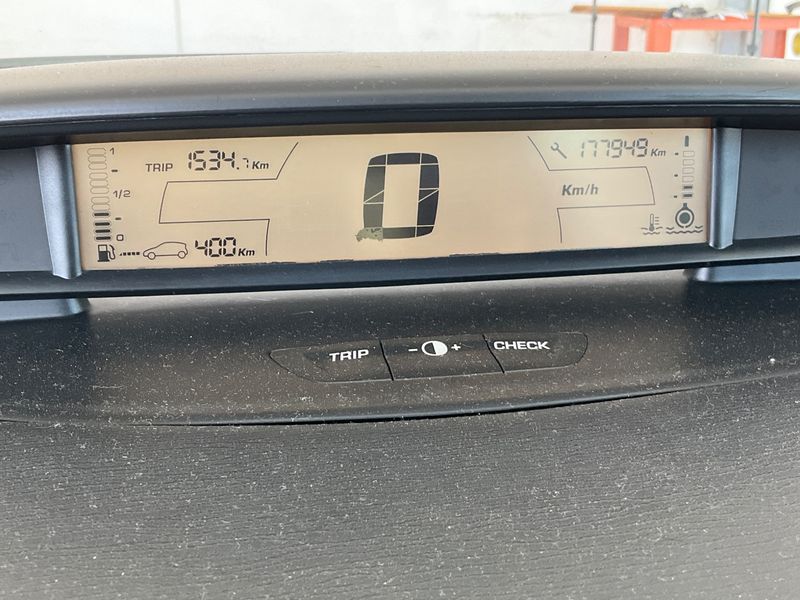 1
TRIP 1534.7 Km
177949 Km
1/2
0
Km/h
0
400 Km
TRIP - + CHECK